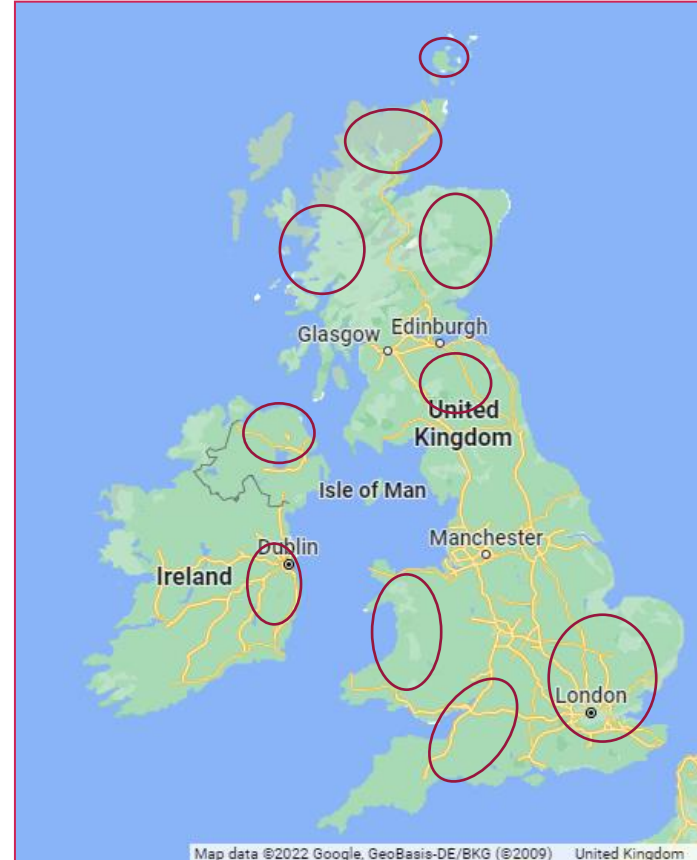 Glasgow
Edinburgh
United
Kingdom
Isle of Man
Dublin
Manchester
Ireland
London
Map data ©2022 Google, GeoBasis-DE/BKG (©2009) United Kingdom